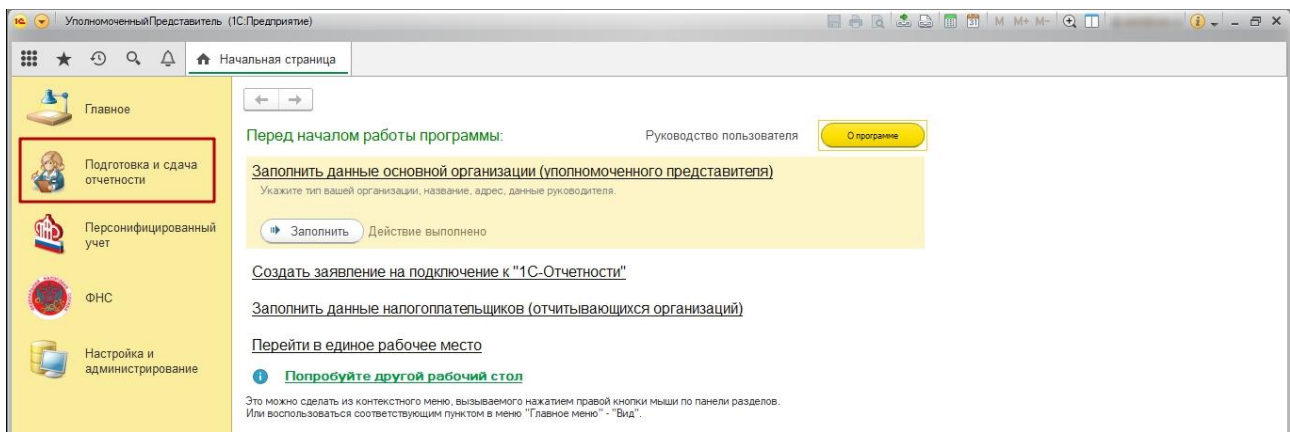 1С УполномоченныйПредставитель (1С:Предприятие) M M+ M-
Начальная страница
Главное
Подготовка и сдача
отчетности
Персонифицированный
учет
ФНС
Настройка и
администрирование
Перед началом работы программы: Руководство пользователя О программе
Заполнить данные основной организации (уполномоченного представителя)
Укажите тип вашей организации, название, адрес, данные руководителя.
Заполнить Действие выполнено
Создать заявление на подключение к "1С-Отчетности"
Заполнить данные налогоплательщиков (отчитывающихся организаций)
Перейти в единое рабочее место
Попробуйте другой рабочий стол
Это можно сделать из контекстного меню, вызываемого нажатием правой кнопки мыши по панели разделов.
Или воспользоваться соответствующим пунктом в меню "Главное меню" - "Вид".